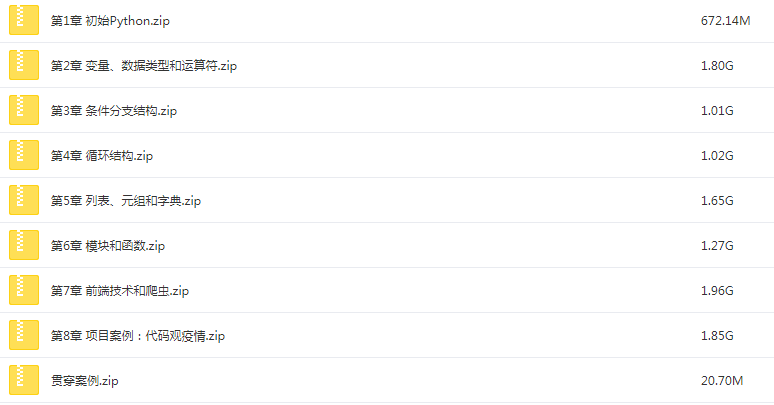 第1章 初始Python.zip 672.14M
第2章 变量、数据类型和运算符.zip 1.80G
第3章 条件分支结构.zip 1.01G
第4章 循环结构.zip 1.02G
第5章 列表、元组和字典.zip 1.65G
第6章 模块和函数.zip 1.27G
第7章 前端技术和爬虫.zip 1.96G
第8章 项目案例：代码观疫情.zip 1.85G
贯穿案例.zip 20.70M